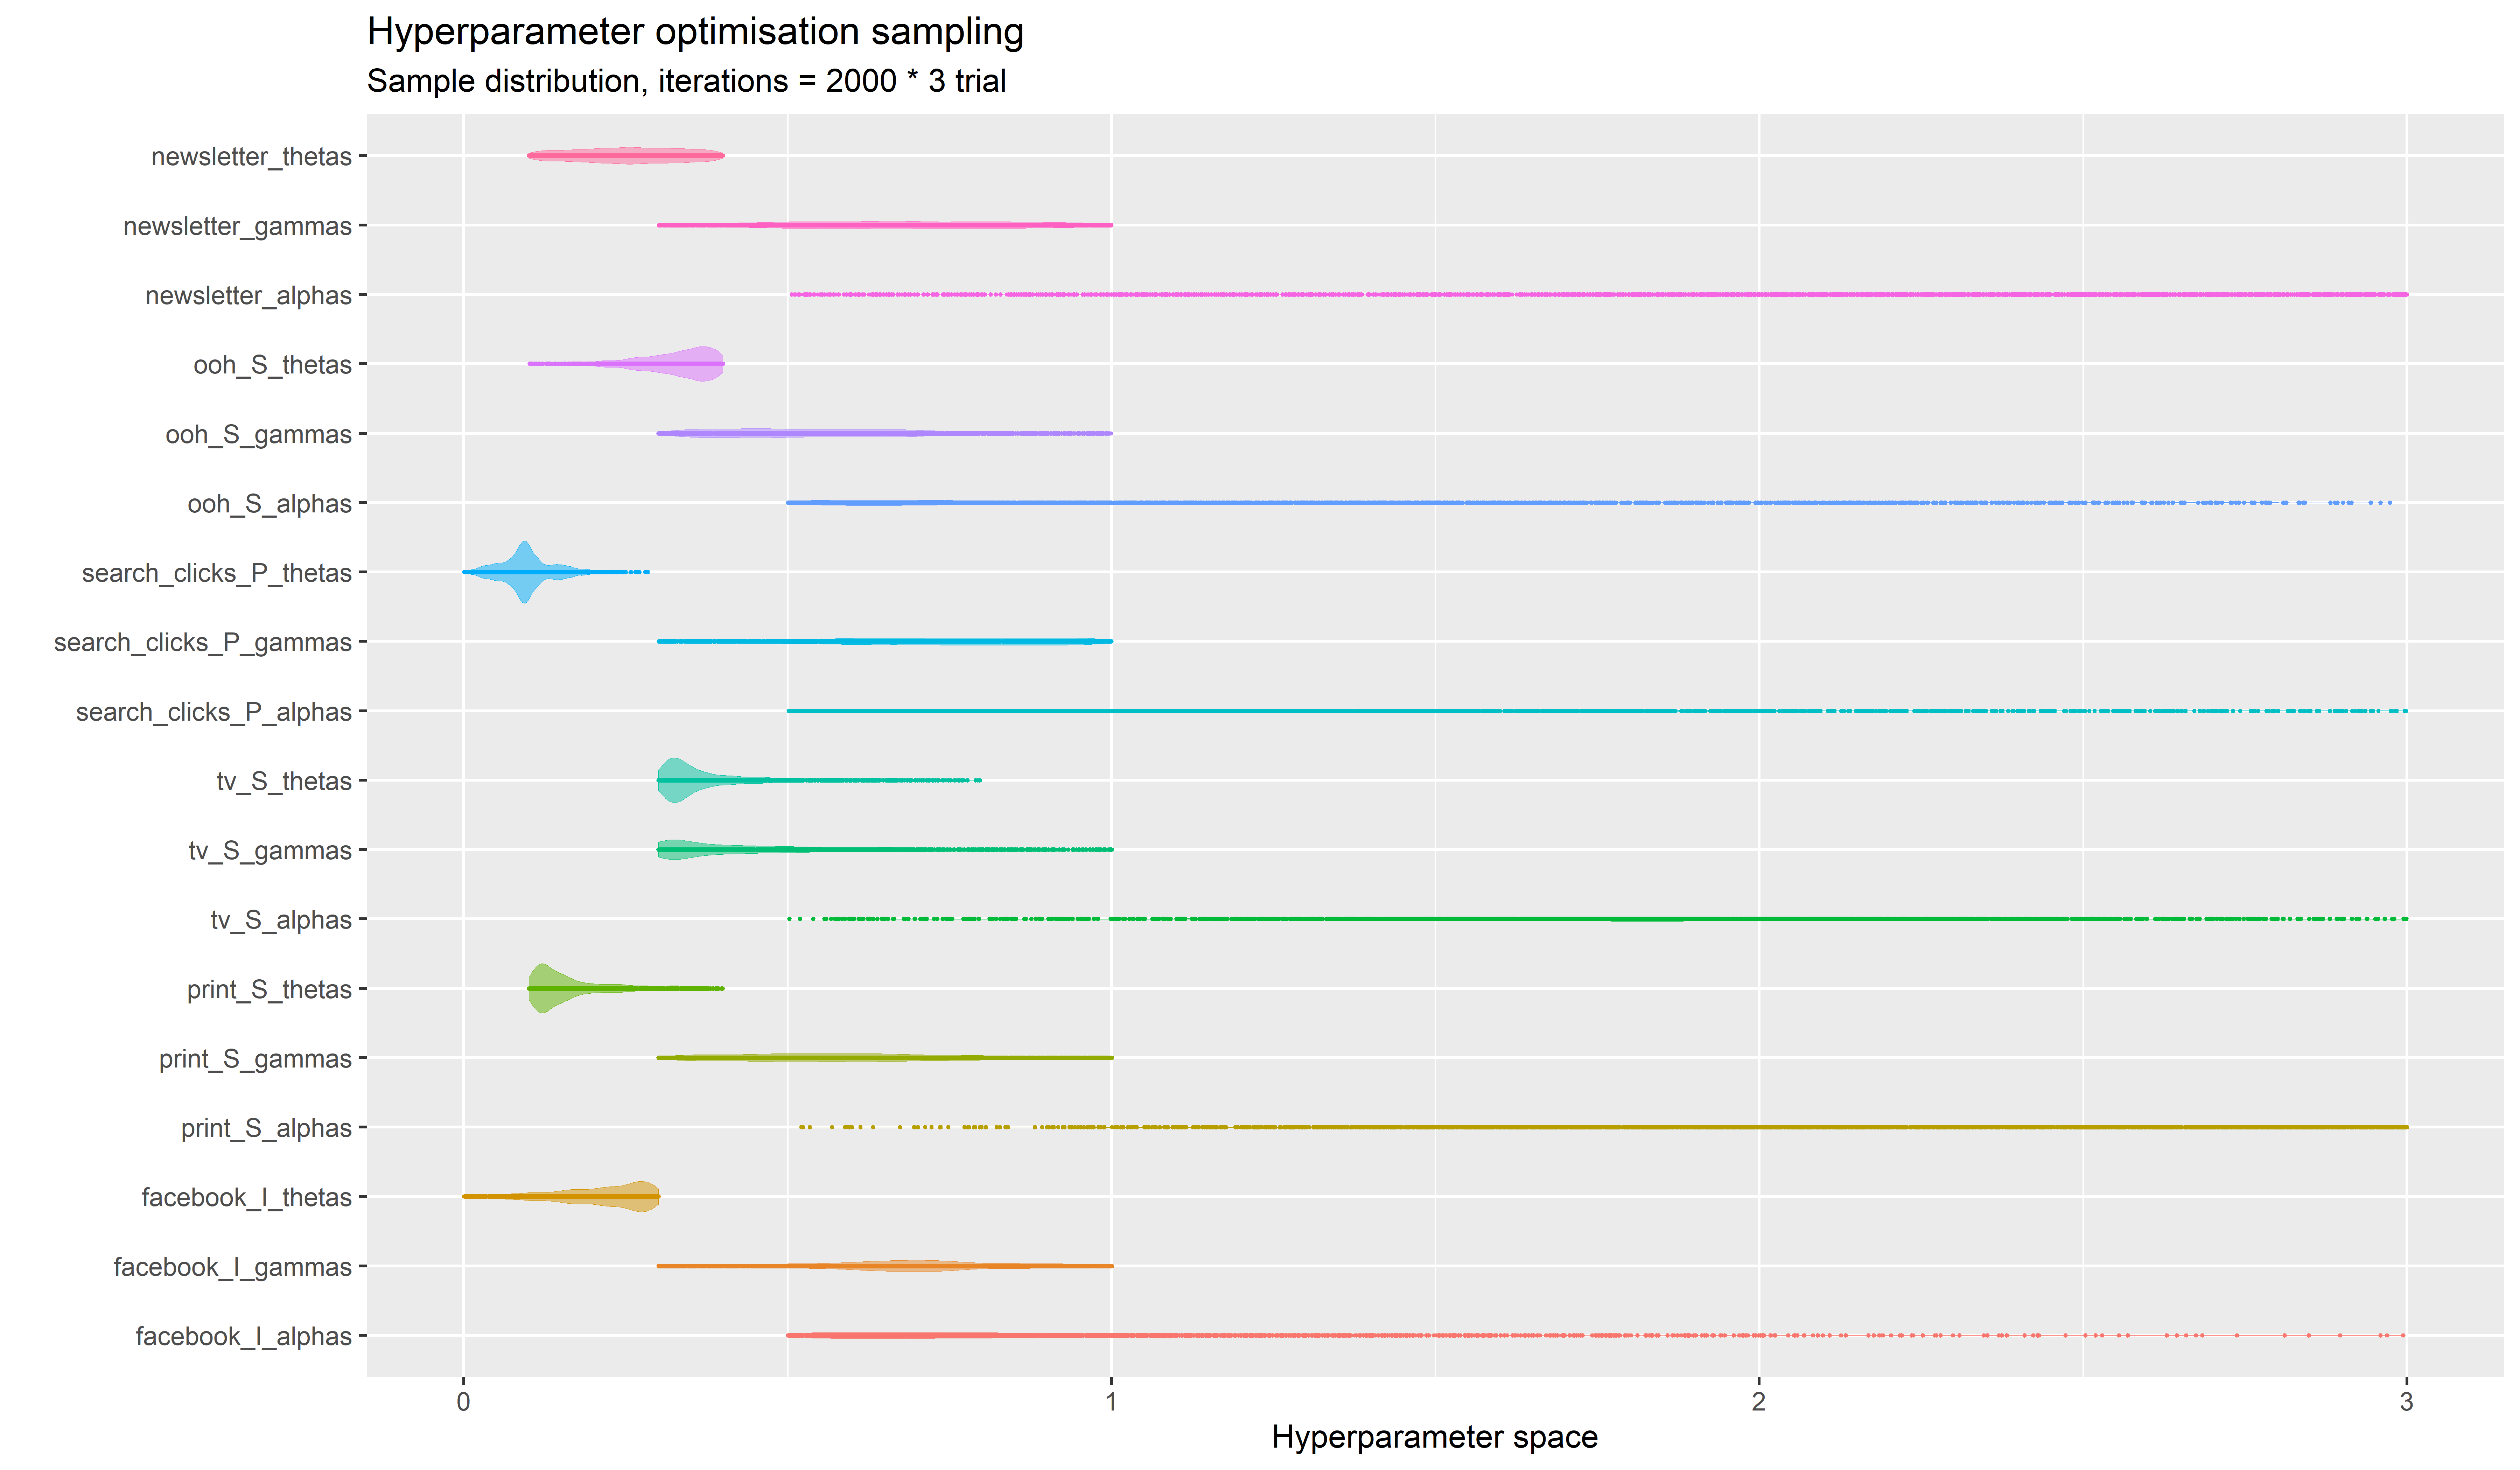 Hyperparameter optimisation sampling
Sample distribution, iterations = 2000 * 3 trial
newsletter_thetas
newsletter_gammas
newsletter_alphas
ooh_S_thetas
ooh_S_gammas
ooh_S_alphas
search_clicks_P_thetas
search_clicks_P_gammas
search_clicks_P_alphas
tv_S_thetas
tv_S_gammas
tv_S_alphas
print_S_thetas
print_S_gammas
print_S_alphas
facebook_I_thetas
facebook_I_gammas
facebook_I_alphas
0 1 2 3
Hyperparameter space